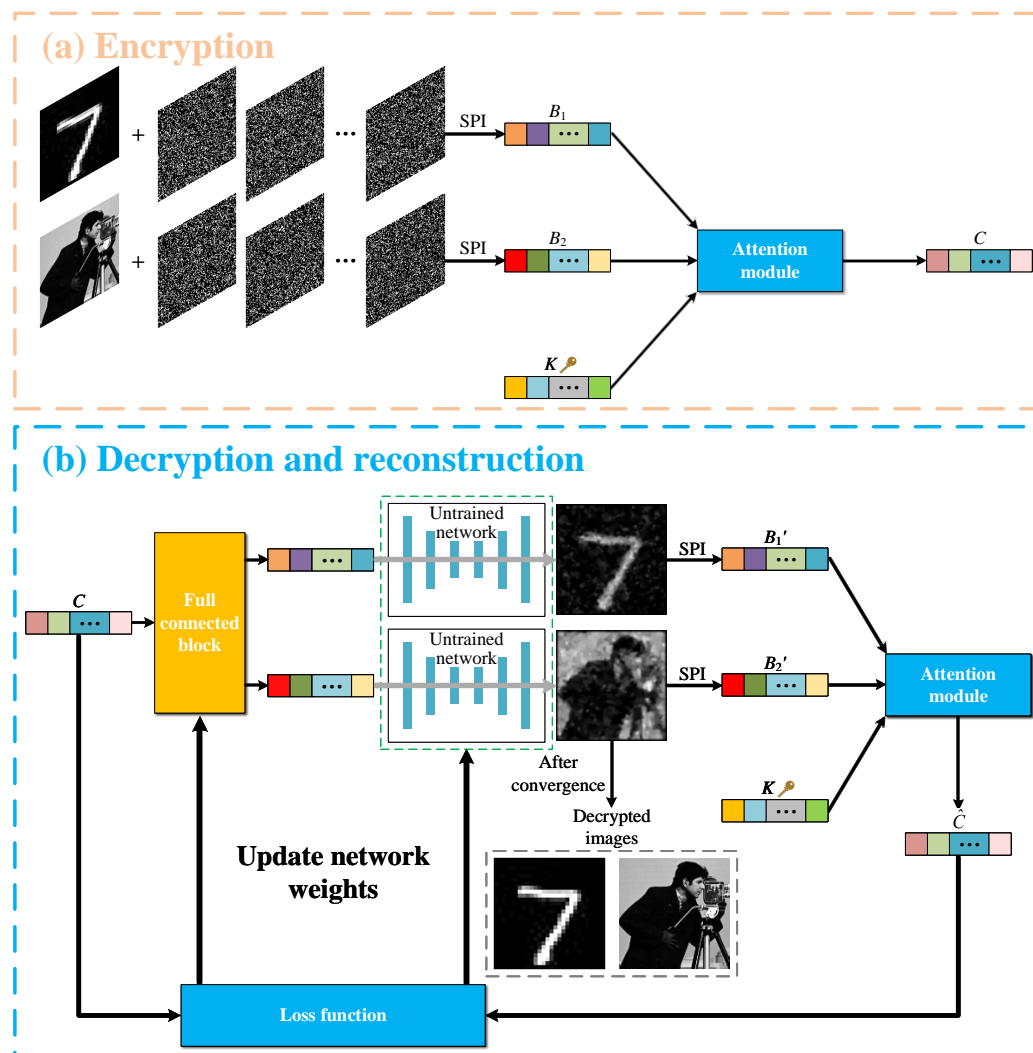 (a) Encryption
+
...
SPI
B1
...
+
...
SPI
B2
...
Attention
module
C
...
K
...
(b) Decryption and reconstruction
C
...
Full
connected
block
...
Untrained
network
SPI
B1'
...
...
Untrained
network
SPI
B2'
...
Attention
module
After
convergence
Decrypted
images
K
...
Ĉ
...
Update network
weights
Loss function